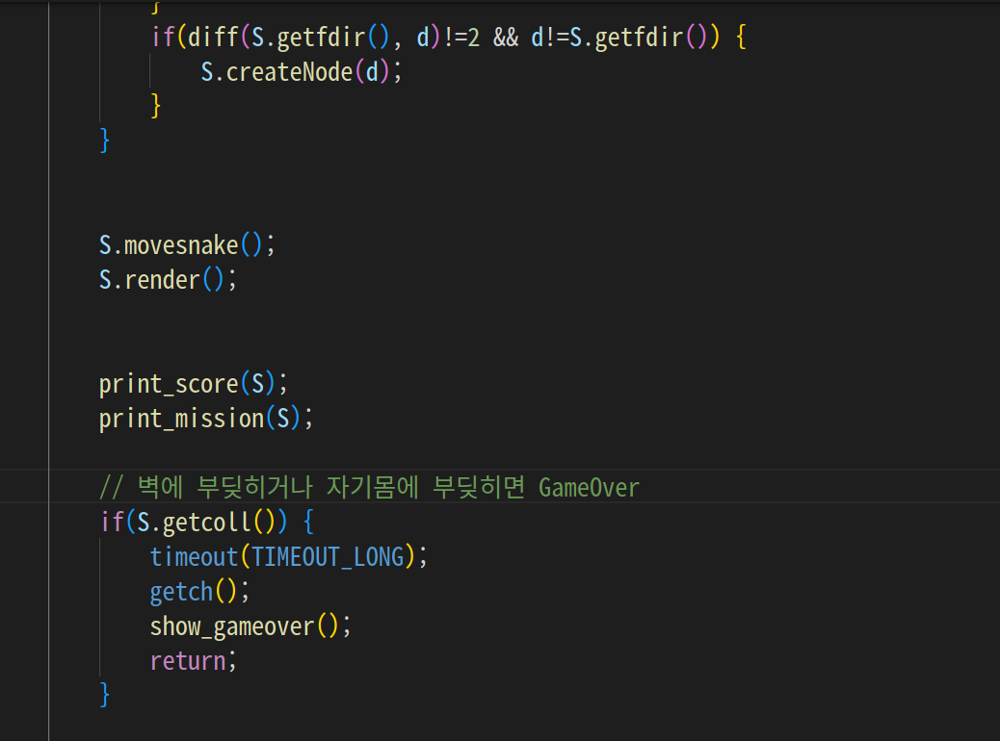 }
if(diff(S.getfdir(), d)!=2 && d!=S.getfdir()) {
S.createNode(d);
}
}
S.movesnake();
S.render();
print_score(S);
print_mission(S);
// 벽에 부딪히거나 자기몸에 부딪히면 GameOver
if(S.getcoll()) {
timeout(TIMEOUT_LONG);
getch();
show_gameover();
return;
}